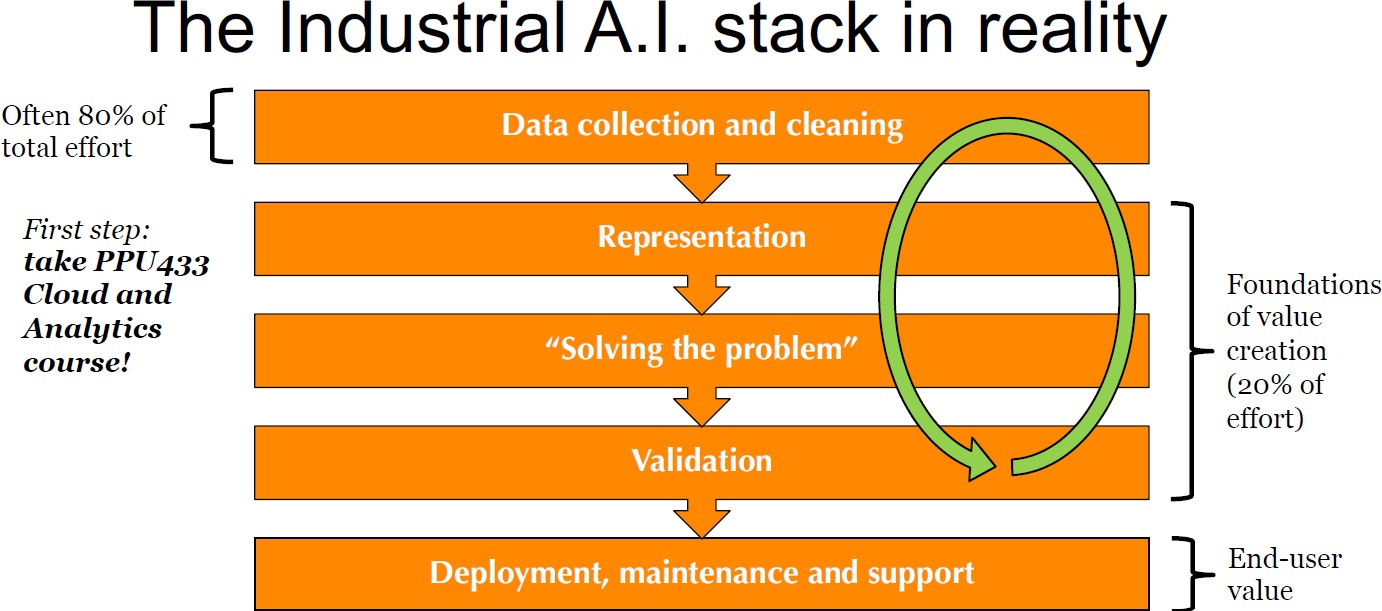 The Industrial A.I. stack in reality
Often 80% of
total effort
Data collection and cleaning
First step:
take PPU433
Cloud and
Analytics
course!
Representation
“Solving the problem”
Validation
Foundations
of value
creation
(20% of
effort)
Deployment, maintenance and support
End-user
value